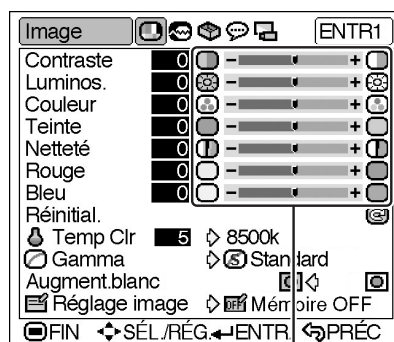 Image ENTR1
Contraste 0 - +
Luminos. 0 - +
Couleur 0 - +
Teinte 0 - +
Netteté 0 - +
Rouge 0 - +
Bleu 0 - +
Réinitial.
Temp Clr 5 8500k
Gamma S Standard
Augment.blanc
Réglage image OFF Mémoire OFF
FIN SÉL./RÉG. ENTR. PRÉC